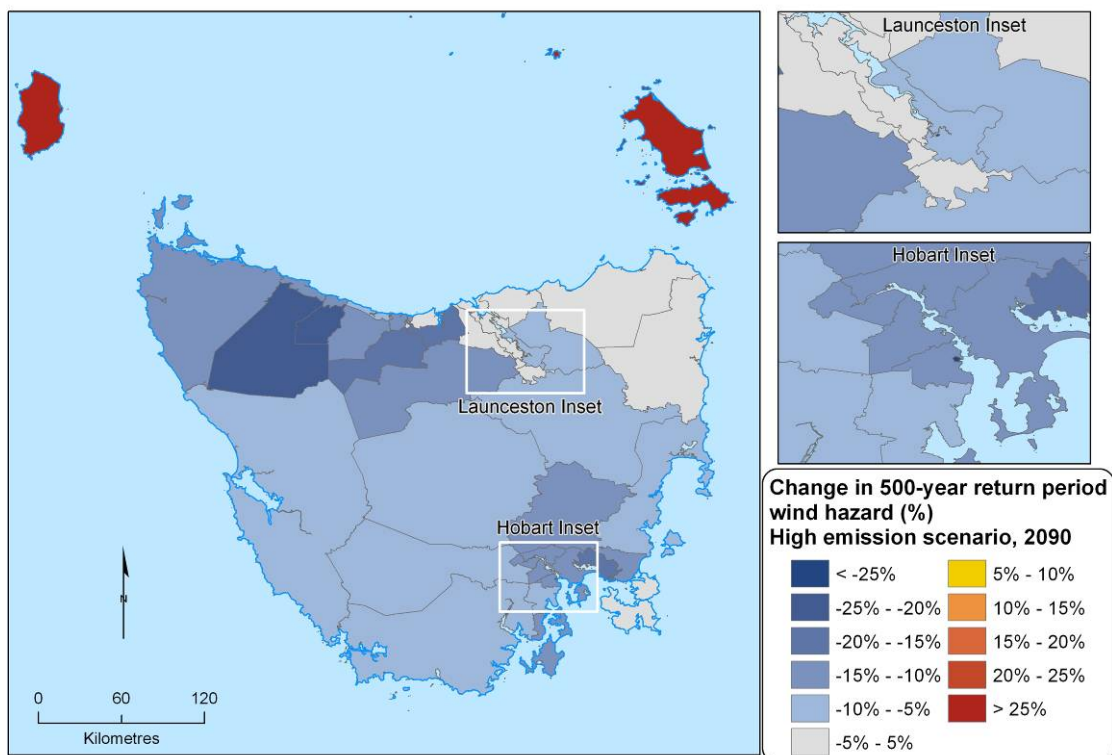 Launceston Inset
Hobart Inset
Launceston Inset
Hobart Inset
N
0 60 120
Kilometres
Change in 500-year return period
wind hazard (%)
High emission scenario, 2090
< -25%
-25% - -20%
-20% - -15%
-15% - -10%
-10% - -5%
-5% - 5%
5% - 10%
10% - 15%
15% - 20%
20% - 25%
> 25%